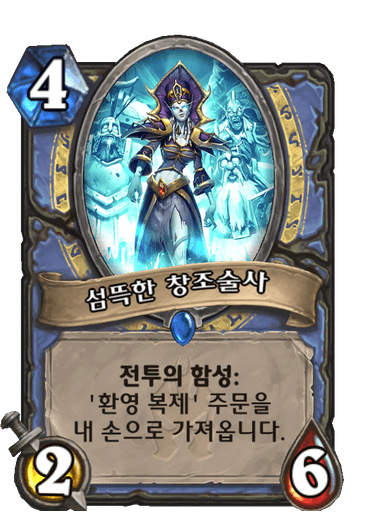 4
섬뜩한 창조술사
전투의 함성:
'환영 복제' 주문을
내 손으로 가져옵니다.
2
6